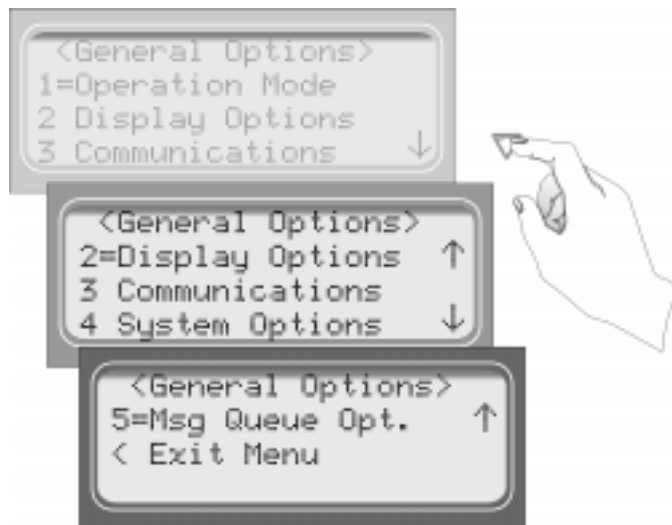 <General Options>
1=Operation Mode
2 Display Options
3 Communications ↓
<General Options>
2=Display Options ↑
3 Communications
4 System Options ↓
<General Options>
5=Msg Queue Opt. ↑
< Exit Menu